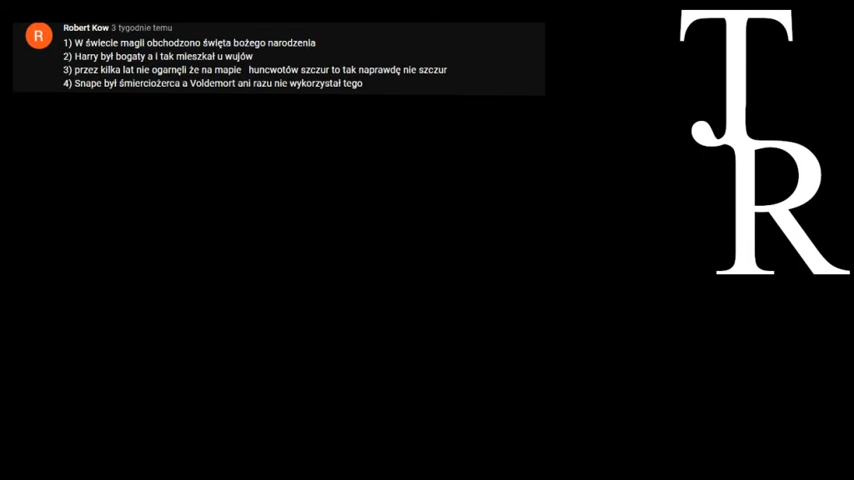 Robert Kow 3 tygodnie temu
R
1) W świecie magii obchodzono święta bożego narodzenia
2) Harry był bogaty a i tak mieszkał u wujów
3) przez kilka lat nie ogarnęli że na mapie huncwotów szczur to tak naprawdę nie szczur
4) Snape był śmierciożerca a Voldemort ani razu nie wykorzystał tego
TR